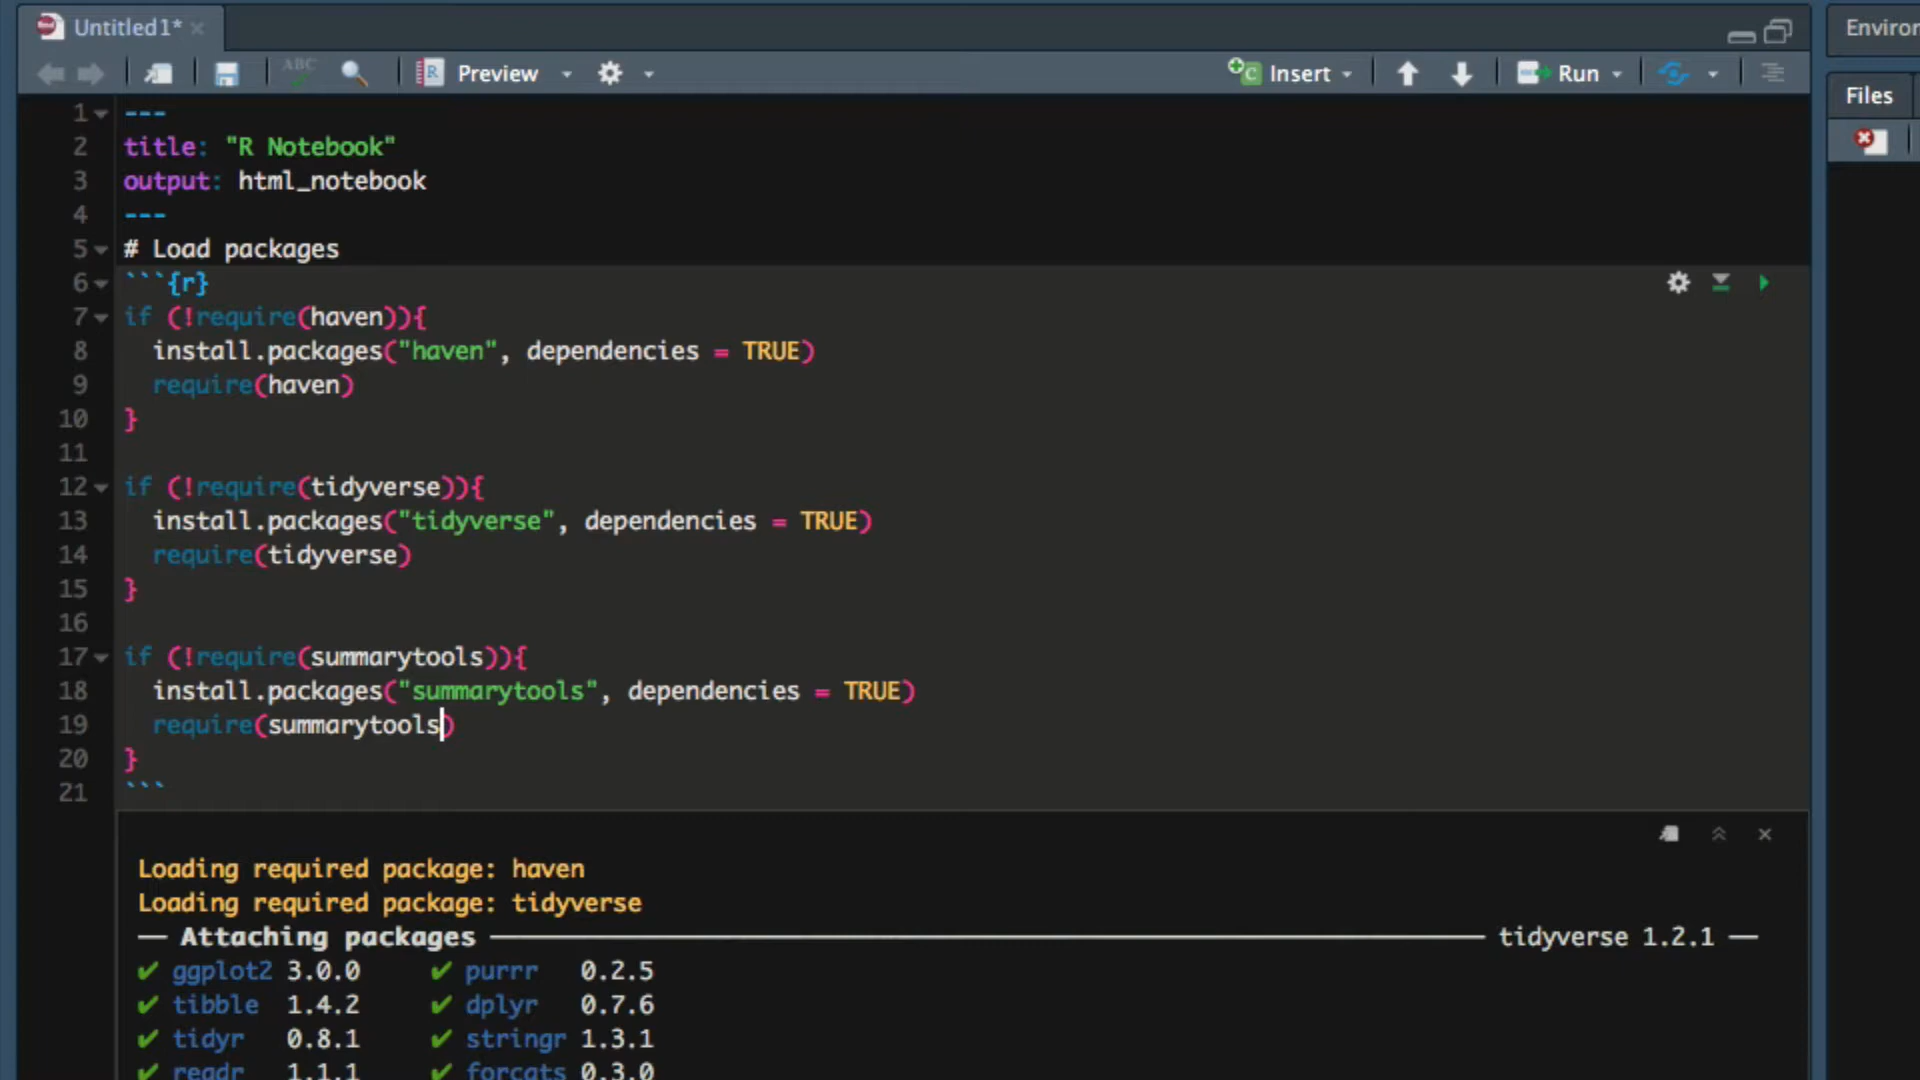 Untitled1*
Environ
ABC
Preview
Insert
Run
Files
1 ---
2 title: "R Notebook"
3 output: html_notebook
4 ---
5 # Load packages
6 ```{r}
7 if (!require(haven)){
8 install.packages("haven", dependencies = TRUE)
9 require(haven)
10 }
11
12 if (!require(tidyverse)){
13 install.packages("tidyverse", dependencies = TRUE)
14 require(tidyverse)
15 }
16
17 if (!require(summarytools)){
18 install.packages("summarytools", dependencies = TRUE)
19 require(summarytools)
20 }
21 ```
Loading required package: haven
Loading required package: tidyverse
— Attaching packages — tidyverse 1.2.1 —
✔ ggplot2 3.0.0 ✔ purrr 0.2.5
✔ tibble 1.4.2 ✔ dplyr 0.7.6
✔ tidyr 0.8.1 ✔ stringr 1.3.1
✔ readr 1.1.1 ✔ forcats 0.3.0